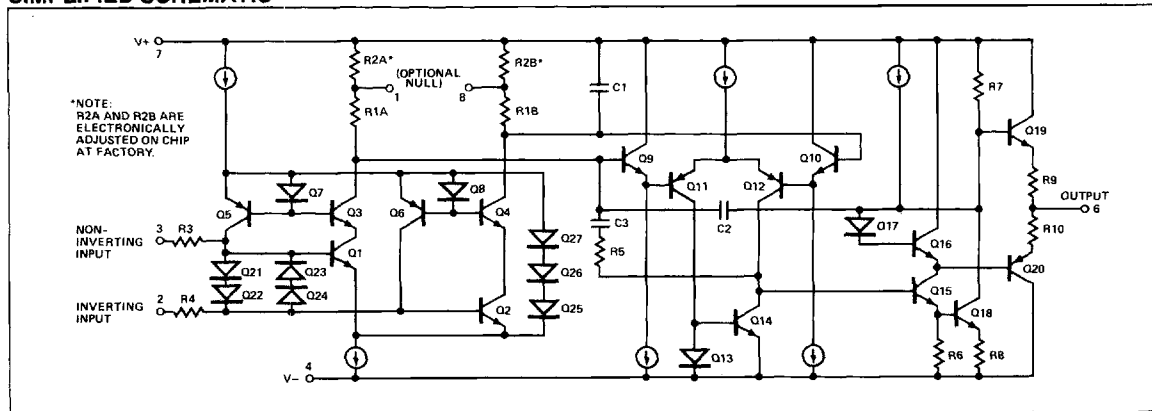 SIMPLIFIED SCHEMATIC
V+
7
R2A*
R2B*
(OPTIONAL
NULL)
1
8
C1
R7
*NOTE:
R2A AND R2B ARE
ELECTRONICALLY
ADJUSTED ON CHIP
AT FACTORY.
R1A
R1B
Q19
Q9
Q10
Q7
Q8
Q11
Q12
R9
OUTPUT
6
Q5
Q3
Q6
Q4
C3
C2
Q17
R10
NON-
INVERTING
INPUT
3
R3
Q27
R5
Q16
Q1
Q20
Q21
Q23
Q26
Q15
Q22
Q24
Q18
INVERTING
INPUT
2
R4
Q25
Q2
Q14
Q13
R6
R8
4
V-